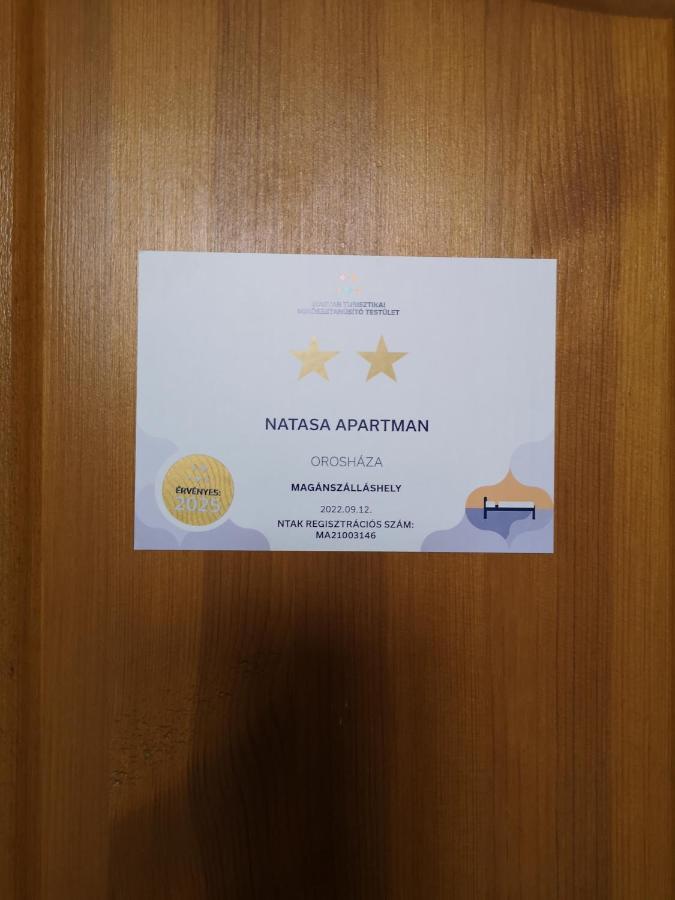 MAGYAR TURISZTIKAI
MINŐSÉGTANÚSÍTÓ TESTÜLET
NATASA APARTMAN
OROSHÁZA
MAGÁNSZÁLLÁSHELY
2022.09.12.
NTAK REGISZTRÁCIÓS SZÁM:
MA21003146
ÉRVÉNYES:
2025